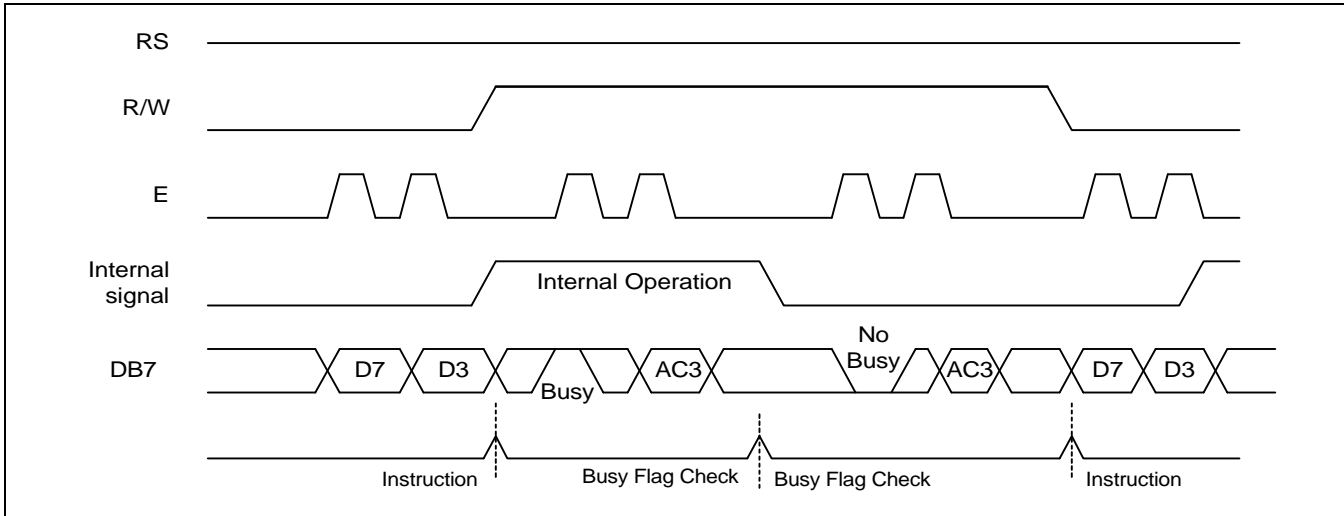 RS
R/W
E
Internal
signal
Internal Operation
DB7
D7
D3
Busy
AC3
No
Busy
AC3
D7
D3
Instruction
Busy Flag Check
Busy Flag Check
Instruction